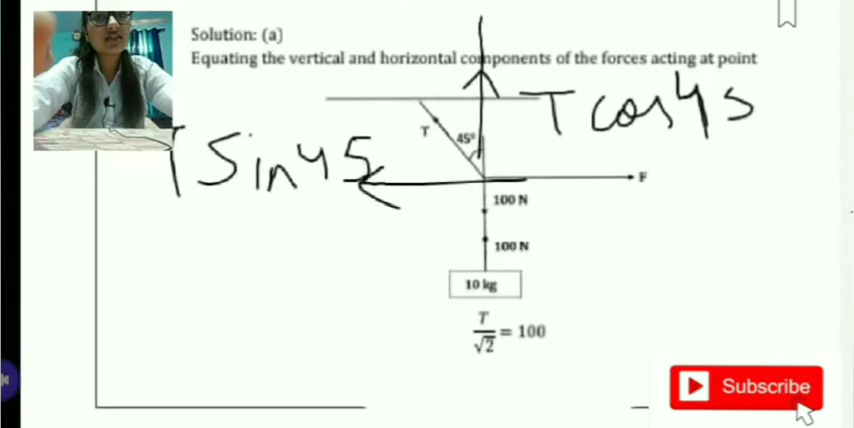 Solution: (a)
Equating the vertical and horizontal components of the forces acting at point
T cos45
T
45°
T Sin45
F
100 N
100 N
10 kg
T/√2 = 100
Subscribe